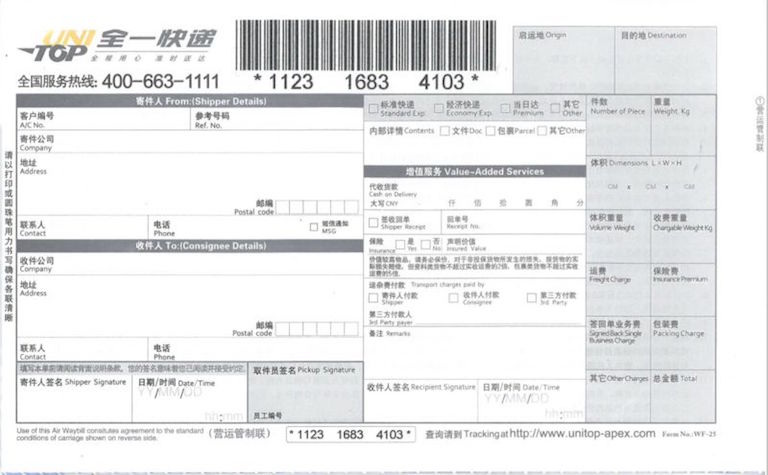 UNI
TOP
全一快递
全程用心 准时送达
全国服务热线: 400-663-1111
* 1123 1683 4103 *
启运地 Origin
目的地 Destination
①营运管制联
请以打印或圆珠笔用力书写确保各联清晰
寄件人 From:(Shipper Details)
客户编号
A/C No.
参考号码
Ref. No.
寄件公司
Company
地址
Address
邮编
Postal code
联系人
Contact
电话
Phone
短信通知
MSG
收件人 To:(Consignee Details)
收件公司
Company
地址
Address
邮编
Postal code
联系人
Contact
电话
Phone
填写本单前请阅读背面说明条款，您的签名意味着您已阅读并接受约定。
寄件人签名 Shipper Signature
日期/时间 Date/Time
YY/MM/DD
hh:mm
取件员签名 Pickup Signature
员工编号
标准快递
Standard Exp.
经济快递
Economy Exp.
当日达
Premium
其它
Other
内部详情 Contents 文件Doc 包裹Parcel 其它Other
增值服务 Value-Added Services
代收货款
Cash on Delivery
大写CNY 仟 佰 拾 圆 角 分
签收回单
Shipper Receipt
回单号
Receipt No.
保险
Insurance
是
Yes
否
No
声明价值
Insured Value
价值较高物品，请务必保价，对于非投保货物所发生的损失，按货物的实
际损失赔偿，但资料类货物不超过实收运费的2倍，包裹类货物不超过实收
运费的5倍。
运杂费付款 Transport charges paid by
寄件人付款
Shipper
收件人付款
Consignee
第三方付款
3rd Party
第三方付款人
3rd Party payer
备注 Remarks
收件人签名 Recipient Signature
日期/时间 Date/Time
YY/MM/DD
hh:mm
件数
Number of Piece
重量
Weight Kg
体积 Dimensions L×W×H
CM x CM x CM
体积重量
Volume Weight
收费重量
Chargeable Weight Kg
运费
Freight Charge
保险费
Insurance Premium
签回单业务费
Signed Back Single
Business Charge
包装费
Packing Charge
其它 Other Charges
总金额 Total
Use of this Air Waybill consitutes agreement to the standard
conditions of carriage shown on reverse side.
(营运管制联)
* 1123 1683 4103 *
查询请到 Tracking at http://www.unitop-apex.com
Form No.:WF-25